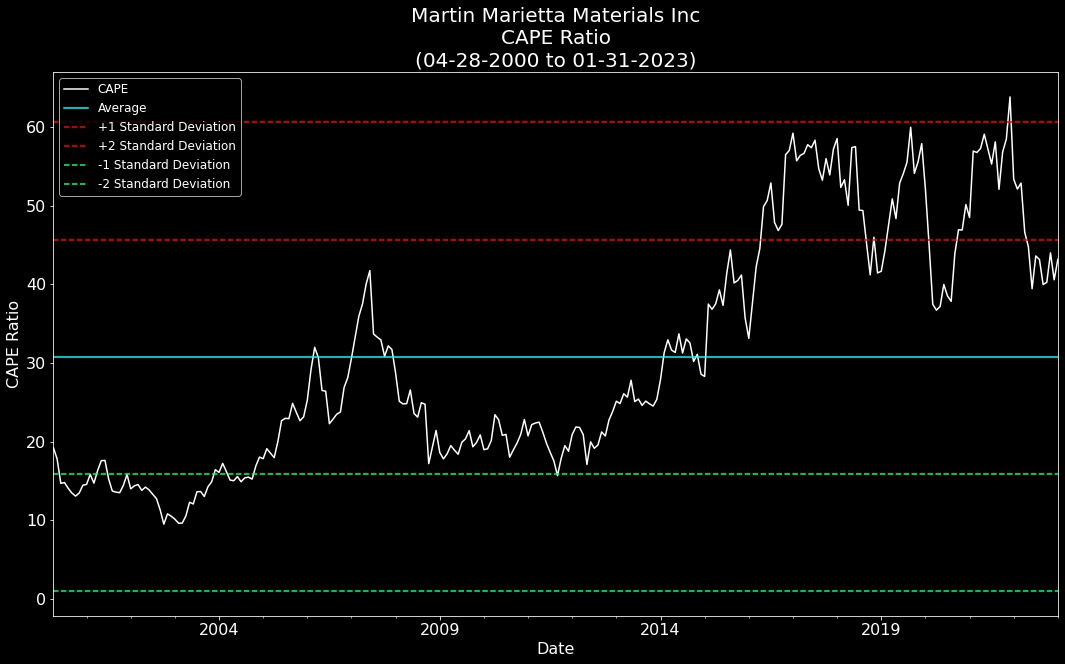 Martin Marietta Materials Inc
CAPE Ratio
(04-28-2000 to 01-31-2023)
CAPE
Average
+1 Standard Deviation
+2 Standard Deviation
-1 Standard Deviation
-2 Standard Deviation
CAPE Ratio
60
50
40
30
20
10
0
2004
2009
2014
2019
Date